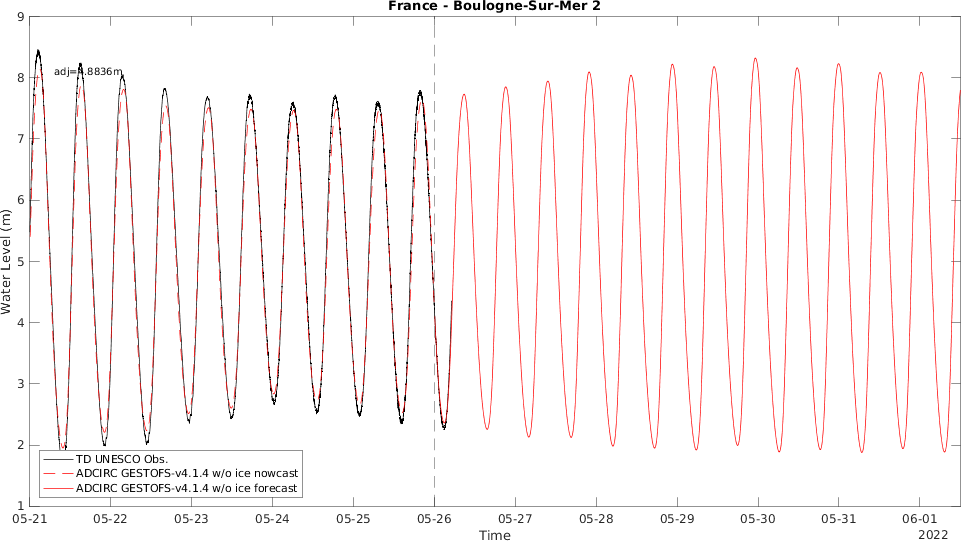 France - Boulogne-Sur-Mer 2
9
8
7
6
5
4
3
2
1
Water Level (m)
adj=4.8836m
TD UNESCO Obs.
ADCIRC GESTOFS-v4.1.4 w/o ice nowcast
ADCIRC GESTOFS-v4.1.4 w/o ice forecast
05-21 05-22 05-23 05-24 05-25 05-26 05-27 05-28 05-29 05-30 05-31 06-01
Time
2022